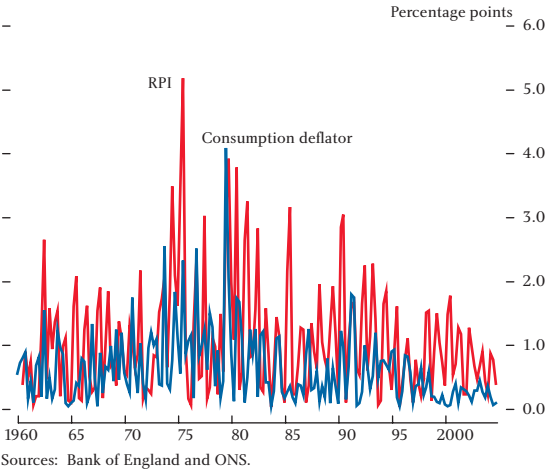 Percentage points
6.0
RPI
5.0
Consumption deflator
4.0
3.0
2.0
1.0
0.0
1960 65 70 75 80 85 90 95 2000
Sources: Bank of England and ONS.